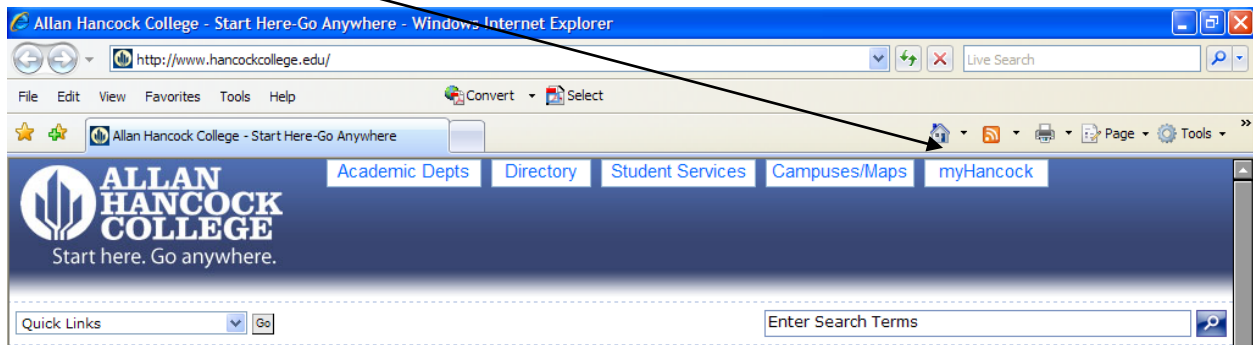 Allan Hancock College - Start Here-Go Anywhere - Windows Internet Explorer
http://www.hancockcollege.edu/ Live Search
File Edit View Favorites Tools Help Convert Select
Allan Hancock College - Start Here-Go Anywhere Page Tools »
Academic Depts Directory Student Services Campuses/Maps myHancock
ALLAN
HANCOCK
COLLEGE
Start here. Go anywhere.
Quick Links Go Enter Search Terms